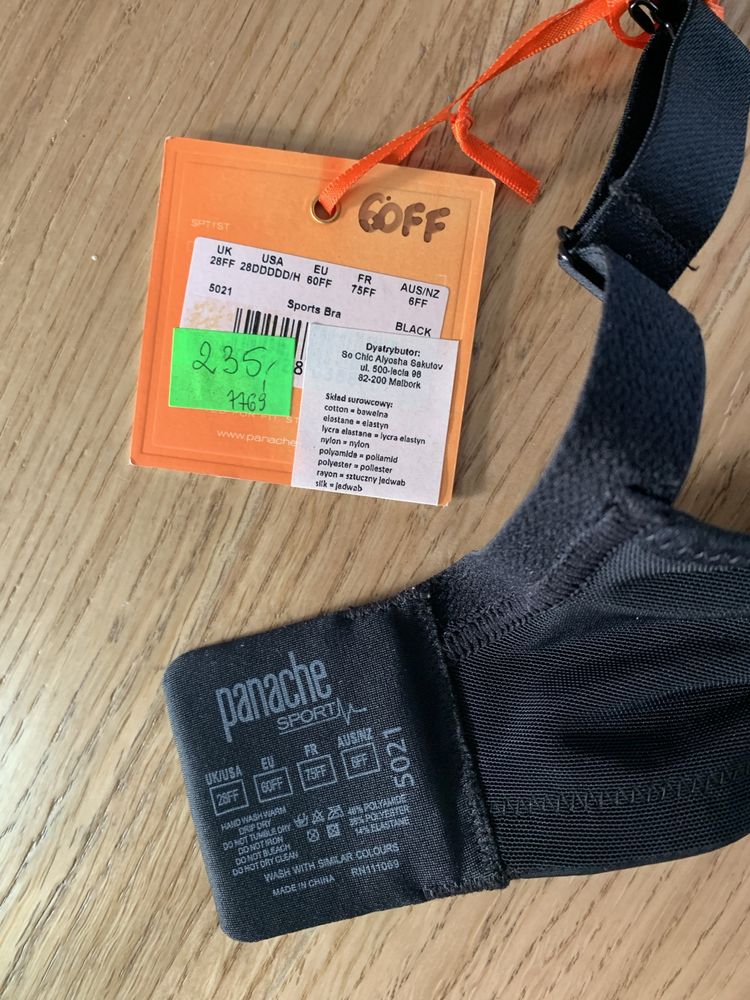 60FF
SPT1ST
UK USA EU FR AUS/NZ
28FF 28DDDDD/H 60FF 75FF 6FF
5021 Sports Bra BLACK
235,-
7769
8
www.panache
Dystrybutor:
So Chic Alyosha Sakutov
ul. 500-lecia 98
82-200 Malbork
Skład surowcowy:
cotton = bawełna
elastane = elastyn
lycra elastane = lycra elastyn
nylon = nylon
polyamide = poliamid
polyester = poliester
rayon = sztuczny jedwab
silk = jedwab
panache
SPORT
UK/USA EU FR AUS/NZ
28FF 60FF 75FF 6FF
5021
HAND WASH WARM
DRIP DRY
DO NOT TUMBLE DRY
DO NOT IRON
DO NOT BLEACH
DO NOT DRY CLEAN
46% POLYAMIDE
14% ELASTANE
WASH WITH SIMILAR COLOURS
MADE IN CHINA RN111069